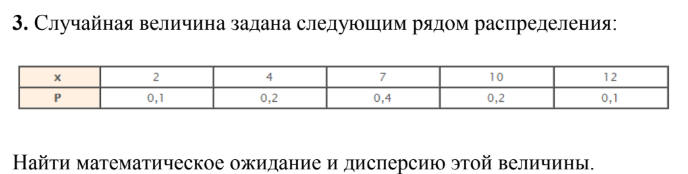 3. Случайная величина задана следующим рядом распределения:
x 2 4 7 10 12
P 0,1 0,2 0,4 0,2 0,1
Найти математическое ожидание и дисперсию этой величины.